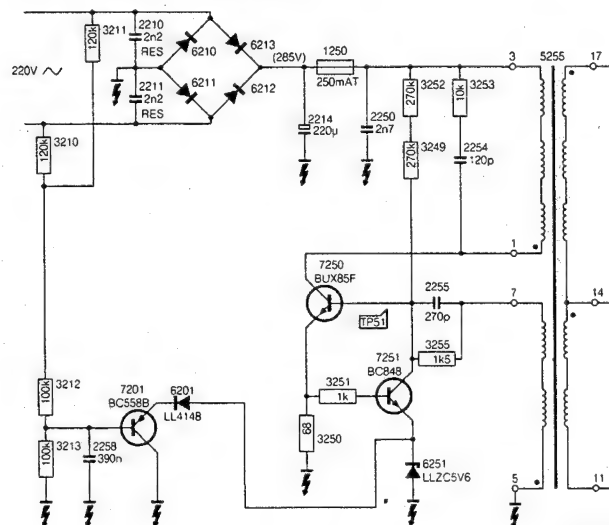 3211
120k
2210
2n2
RES
6210
6213
220V
2211
2n2
RES
6211
6212
(285V)
1250
250mAT
2214
220µ
2250
2n7
3252
270k
3249
270k
3253
10k
2254
120p
3
5255
17
1
3210
120k
7250
BUX85F
TP51
2255
270p
7
14
7251
BC848
3255
1k5
3251
1k
3250
68
3212
100k
7201
BC558B
6201
LL4148
3213
100k
2258
390n
6251
LLZC5V6
5
11